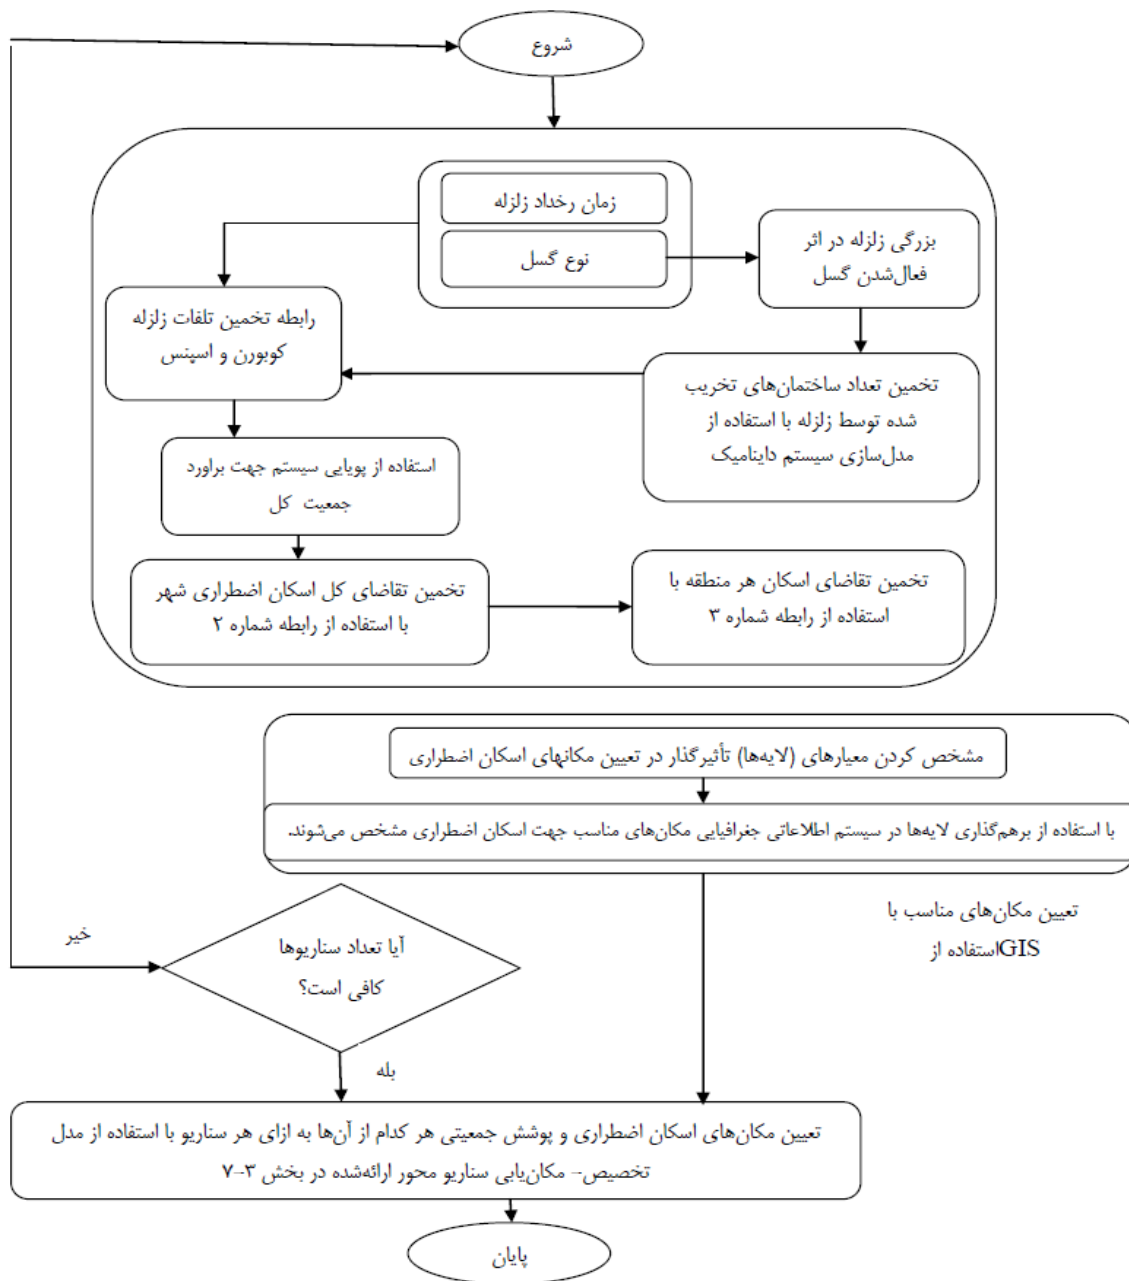 شروع
زمان رخداد زلزله
نوع گسل
بزرگی زلزله در اثر
فعال‌شدن گسل
رابطه تخمین تلفات زلزله
کوبورن و اسپنس
تخمین تعداد ساختمان‌های تخریب
شده توسط زلزله با استفاده از
مدل‌سازی سیستم داینامیک
استفاده از پویایی سیستم جهت براورد
جمعیت کل
تخمین تقاضای کل اسکان اضطراری شهر
با استفاده از رابطه شماره ۲
تخمین تقاضای اسکان هر منطقه با
استفاده از رابطه شماره ۳
مشخص کردن معیارهای (لایه‌ها) تأثیرگذار در تعیین مکانهای اسکان اضطراری
با استفاده از برهم‌گذاری لایه‌ها در سیستم اطلاعاتی جغرافیایی مکان‌های مناسب جهت اسکان اضطراری مشخص می‌شوند.
تعیین مکان‌های مناسب با
GISاستفاده از
خیر
آیا تعداد سناریوها
کافی است؟
بله
تعیین مکان‌های اسکان اضطراری و پوشش جمعیتی هر کدام از آن‌ها به ازای هر سناریو با استفاده از مدل
تخصیص- مکان‌یابی سناریو محور ارائه‌شده در بخش ۳-۷
پایان